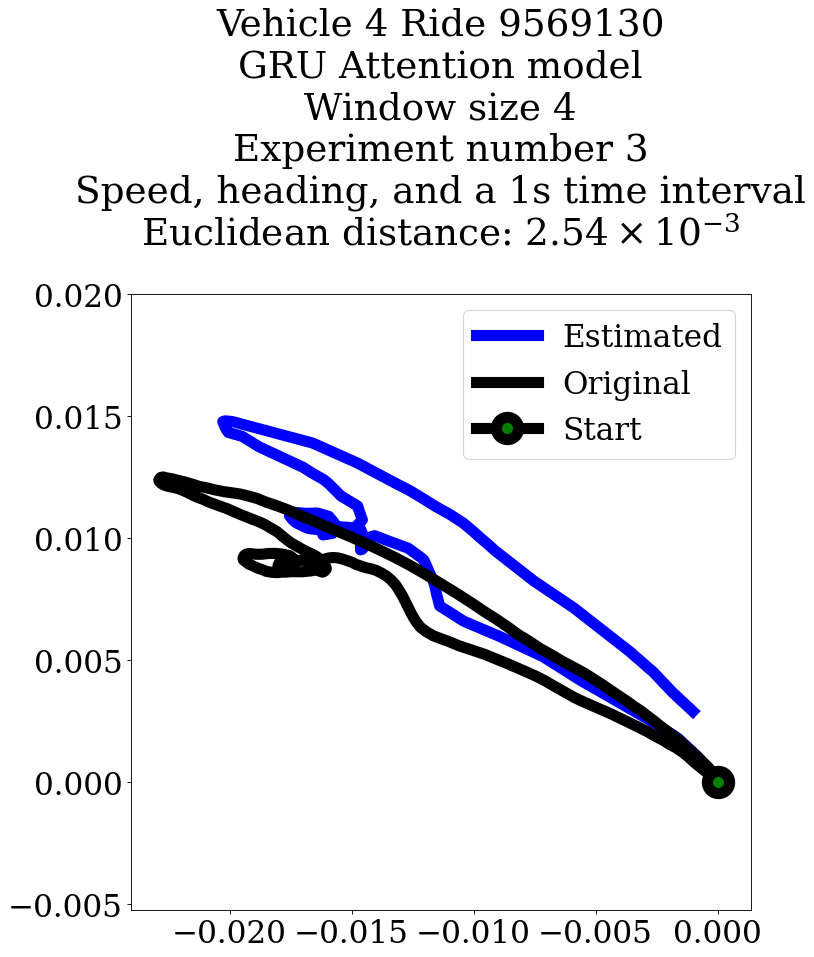 Vehicle 4 Ride 9569130
GRU Attention model
Window size 4
Experiment number 3
Speed, heading, and a 1s time interval
Euclidean distance: 2.54 × 10⁻³
0.020
0.015
0.010
0.005
0.000
−0.005
Estimated
Original
Start
−0.020 −0.015 −0.010 −0.005 0.000